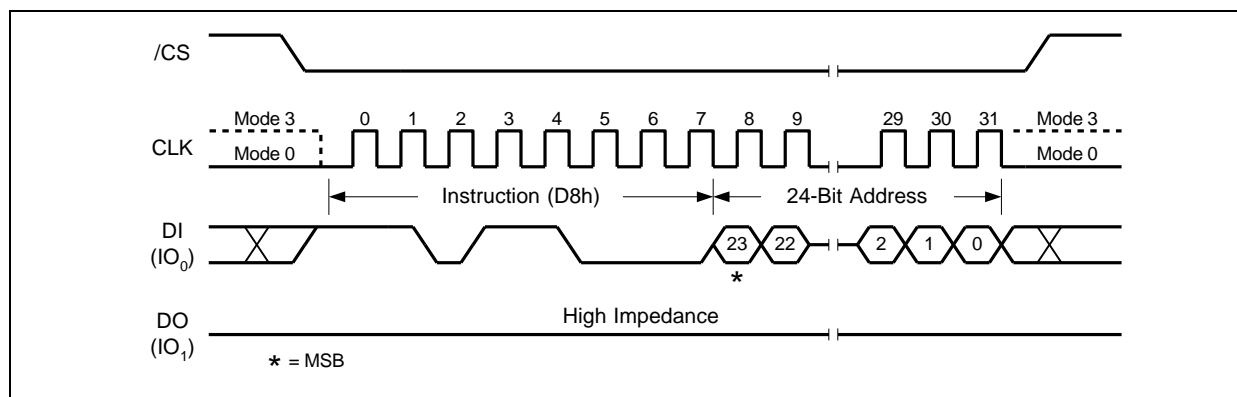 /CS
Mode 3 0 1 2 3 4 5 6 7 8 9 29 30 31 Mode 3
CLK Mode 0 Mode 0
Instruction (D8h) 24-Bit Address
DI
(IO₀)
23 22 2 1 0
*
High Impedance
DO
(IO₁)
* = MSB